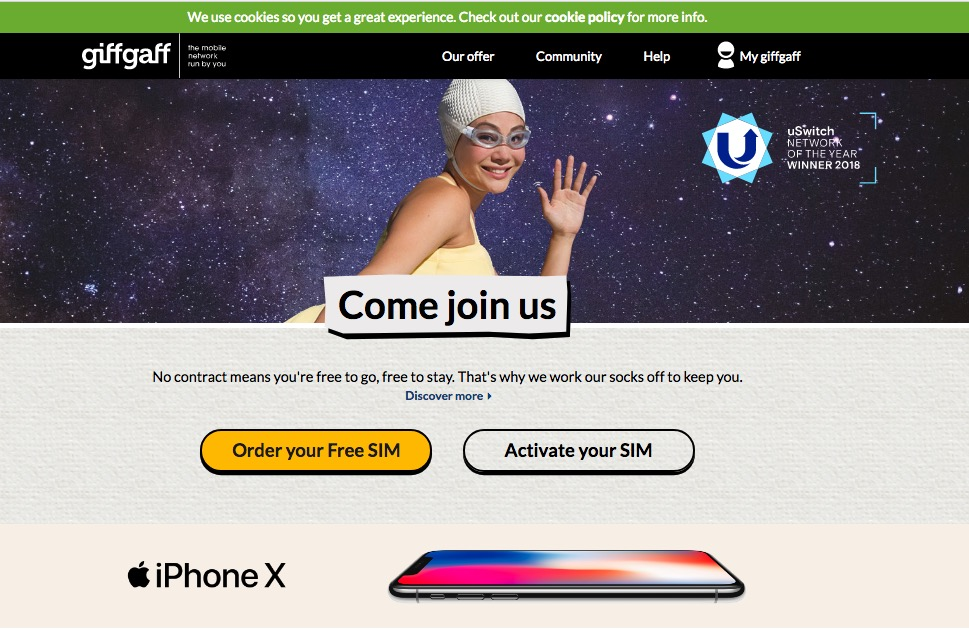 We use cookies so you get a great experience. Check out our cookie policy for more info.
giffgaff
the mobile
network
run by you
Our offer
Community
Help
My giffgaff
U
uSwitch
NETWORK
OF THE YEAR
WINNER 2018
Come join us
No contract means you're free to go, free to stay. That's why we work our socks off to keep you.
Discover more
Order your Free SIM
Activate your SIM
iPhone X